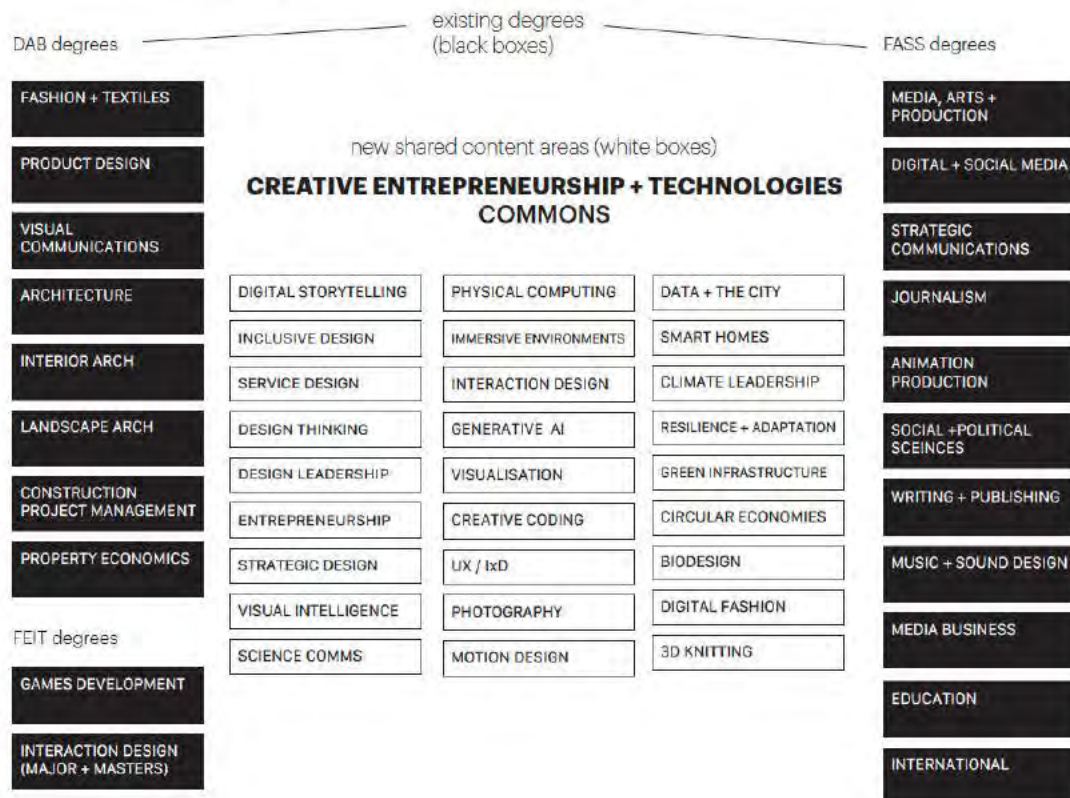 existing degrees
(black boxes)
DAB degrees
FASHION + TEXTILES
PRODUCT DESIGN
VISUAL
COMMUNICATIONS
ARCHITECTURE
INTERIOR ARCH
LANDSCAPE ARCH
CONSTRUCTION
PROJECT MANAGEMENT
PROPERTY ECONOMICS
FEIT degrees
GAMES DEVELOPMENT
INTERACTION DESIGN
(MAJOR + MASTERS)
new shared content areas (white boxes)
CREATIVE ENTREPRENEURSHIP + TECHNOLOGIES
COMMONS
DIGITAL STORYTELLING
INCLUSIVE DESIGN
SERVICE DESIGN
DESIGN THINKING
DESIGN LEADERSHIP
ENTREPRENEURSHIP
STRATEGIC DESIGN
VISUAL INTELLIGENCE
SCIENCE COMMS
PHYSICAL COMPUTING
IMMERSIVE ENVIRONMENTS
INTERACTION DESIGN
GENERATIVE AI
VISUALISATION
CREATIVE CODING
UX / IxD
PHOTOGRAPHY
MOTION DESIGN
DATA + THE CITY
SMART HOMES
CLIMATE LEADERSHIP
RESILIENCE + ADAPTATION
GREEN INFRASTRUCTURE
CIRCULAR ECONOMIES
BIODESIGN
DIGITAL FASHION
3D KNITTING
FASS degrees
MEDIA, ARTS +
PRODUCTION
DIGITAL + SOCIAL MEDIA
STRATEGIC
COMMUNICATIONS
JOURNALISM
ANIMATION
PRODUCTION
SOCIAL +POLITICAL
SCEINCES
WRITING + PUBLISHING
MUSIC + SOUND DESIGN
MEDIA BUSINESS
EDUCATION
INTERNATIONAL